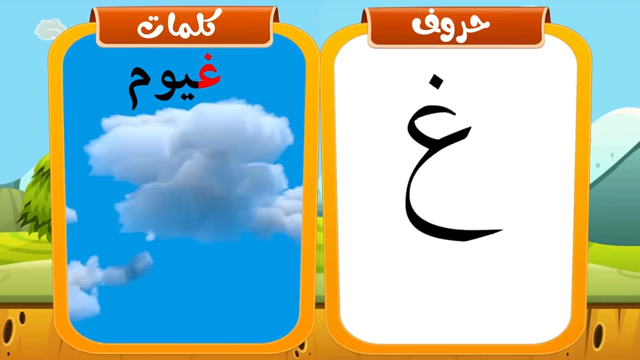 حروف
كلمات
غ
غيوم